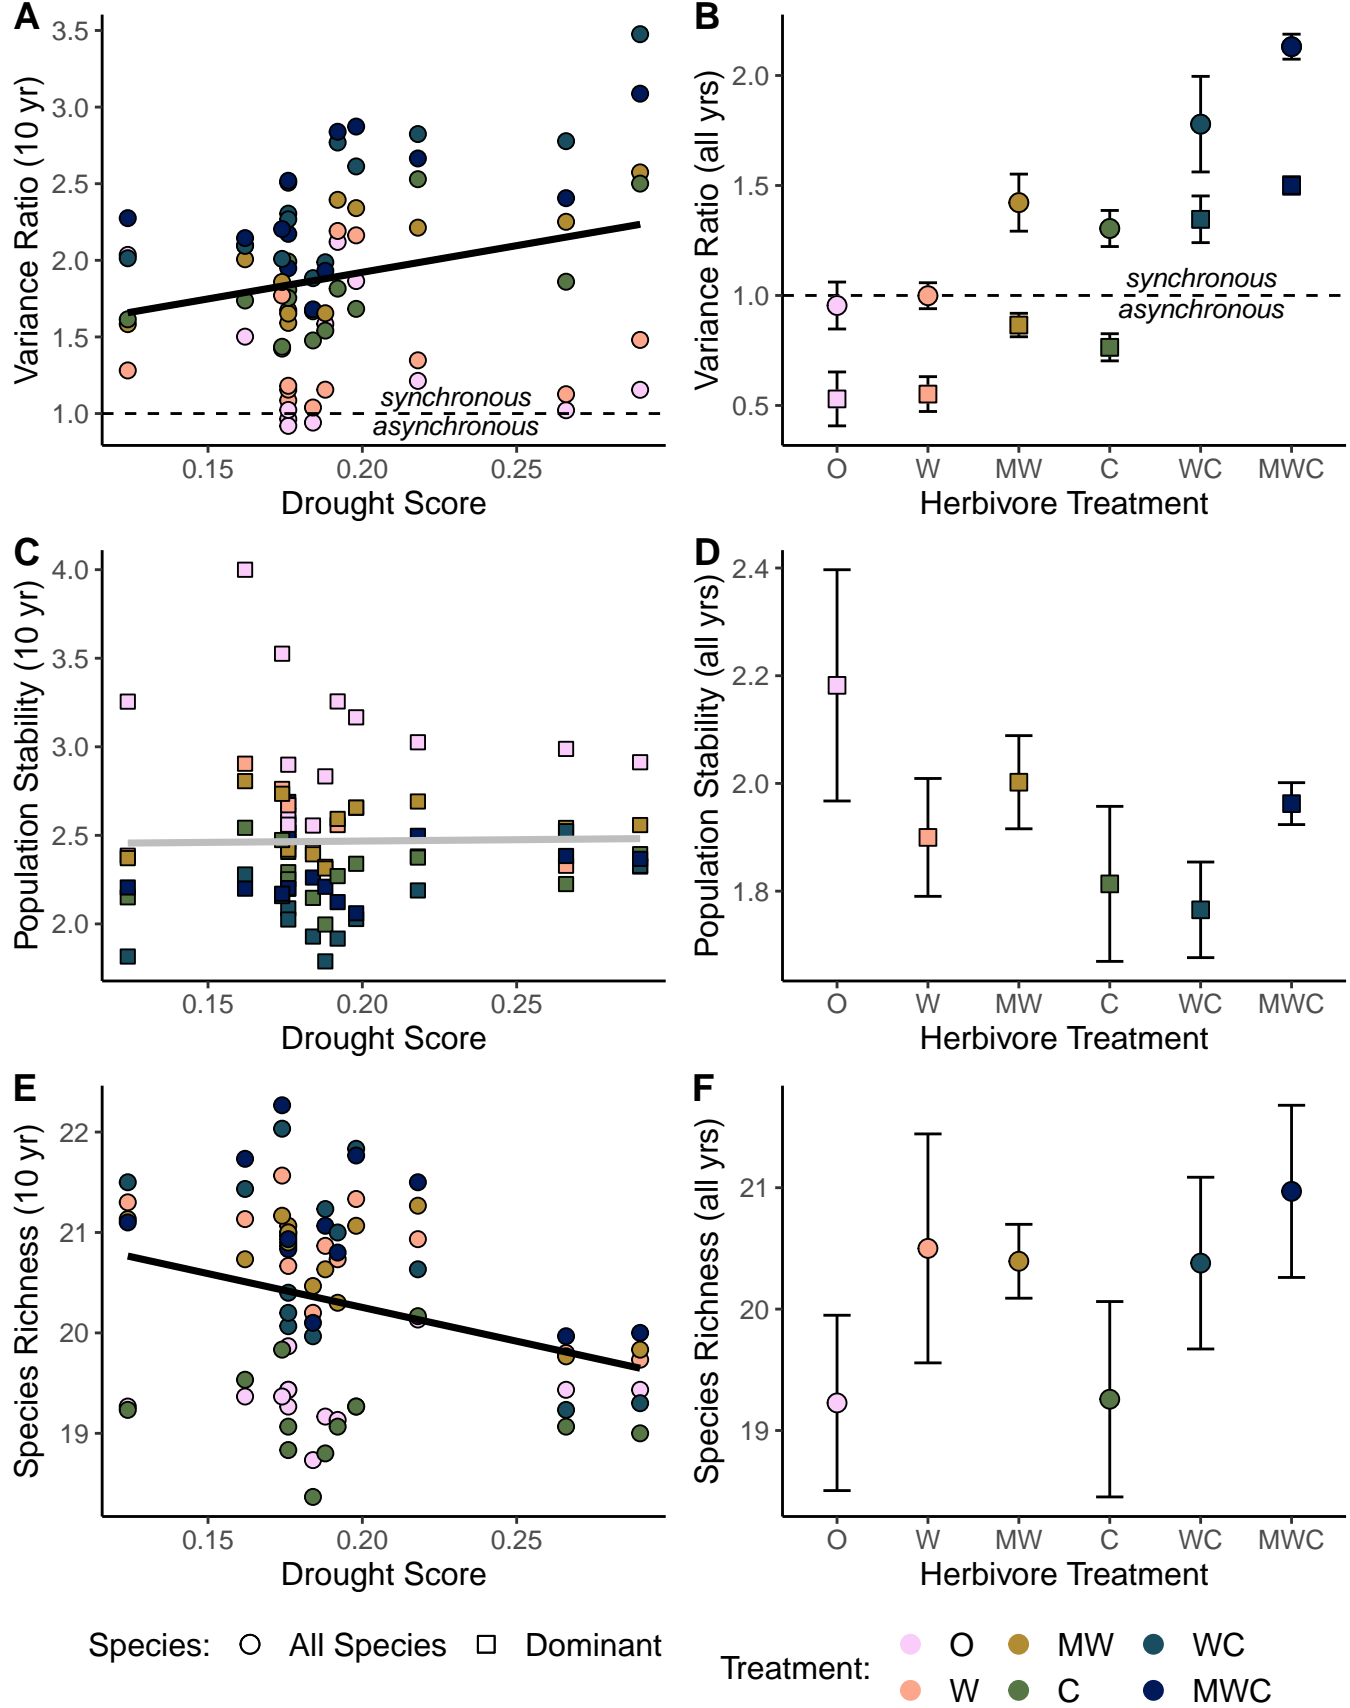 A
Variance Ratio (10 yr)
3.5
3.0
2.5
2.0
1.5
1.0
synchronous
asynchronous
0.15 0.20 0.25
Drought Score
B
Variance Ratio (all yrs)
2.0
1.5
1.0
0.5
synchronous
asynchronous
O W MW C WC MWC
Herbivore Treatment
C
Population Stability (10 yr)
4.0
3.5
3.0
2.5
2.0
0.15 0.20 0.25
Drought Score
D
Population Stability (all yrs)
2.4
2.2
2.0
1.8
O W MW C WC MWC
Herbivore Treatment
E
Species Richness (10 yr)
22
21
20
19
0.15 0.20 0.25
Drought Score
F
Species Richness (all yrs)
21
20
19
O W MW C WC MWC
Herbivore Treatment
Species: All Species Dominant
Treatment:
O MW WC
W C MWC